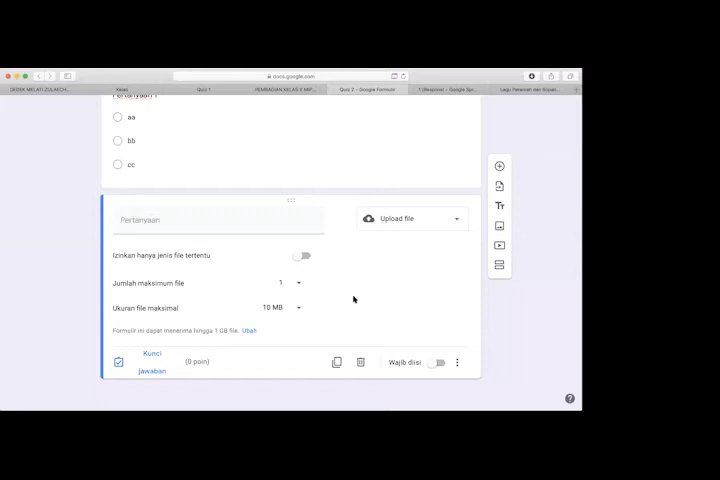 docs.google.com
Kelas
Quiz 1
Quiz 2 - Google Formulir
aa
bb
cc
Pertanyaan
Upload file
Izinkan hanya jenis file tertentu
Jumlah maksimum file
1
Ukuran file maksimal
10 MB
Formulir ini dapat menerima hingga 1 GB file. Ubah
Kunci
jawaban
(0 poin)
Wajib diisi